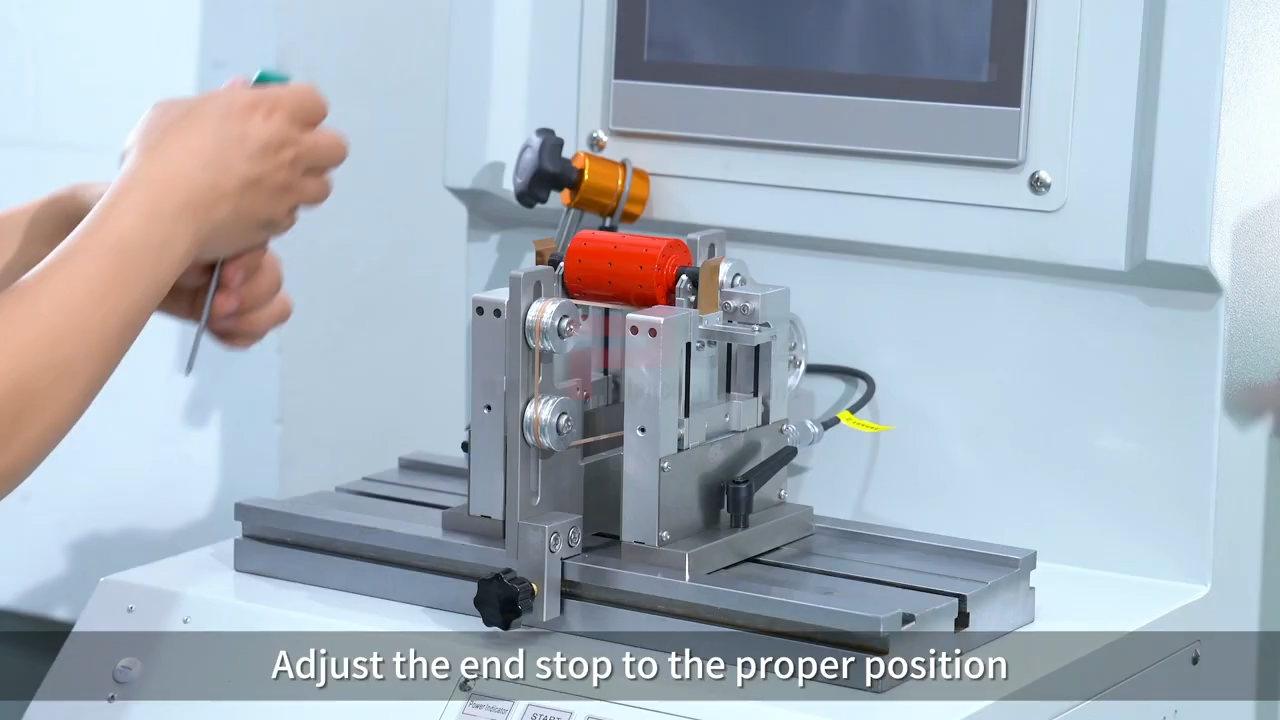 Adjust the end stop to the proper position
Power Indicator
START